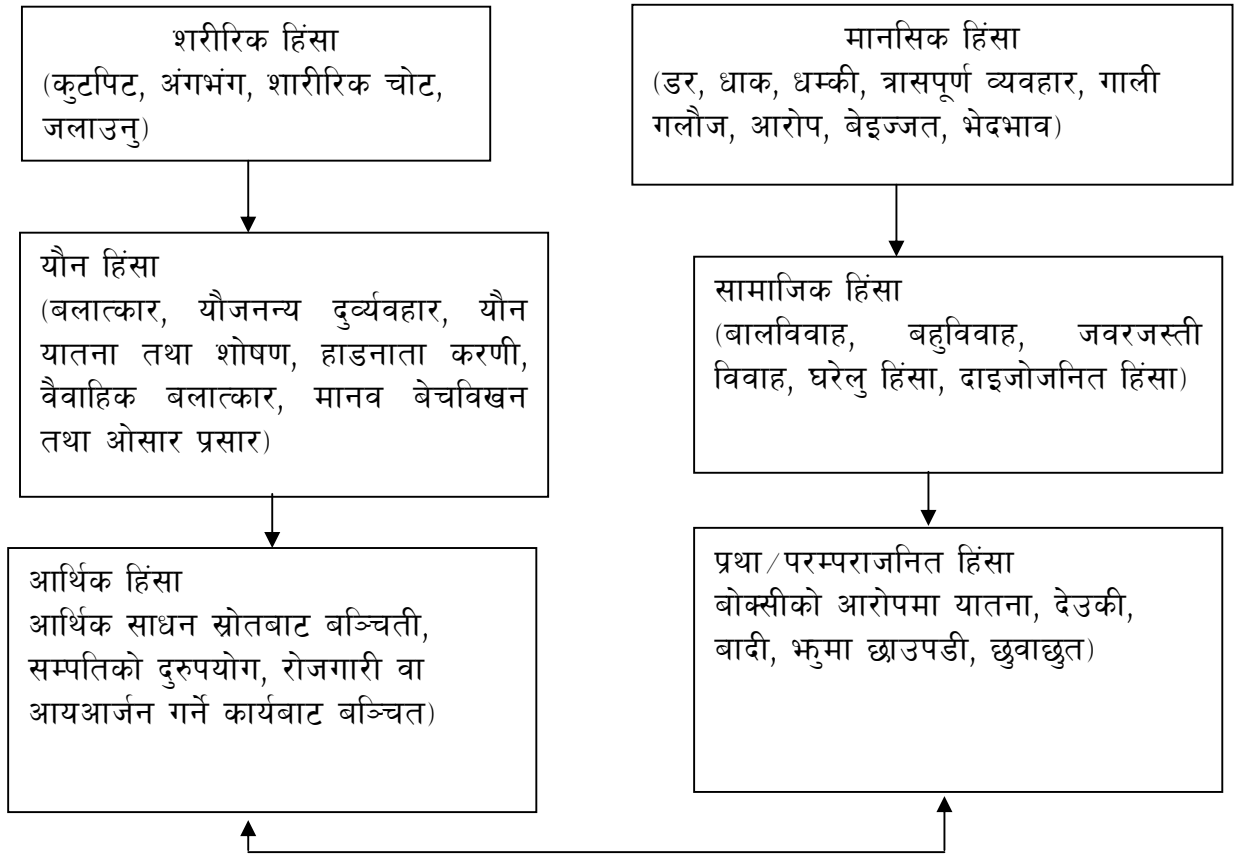 शरीरिक हिंसा
(कुटपिट, अंगभंग, शारीरिक चोट,
जलाउनु)
मानसिक हिंसा
(डर, धाक, धम्की, त्रासपूर्ण व्यवहार, गाली
गलौज, आरोप, बेइज्जत, भेदभाव)
यौन हिंसा
(बलात्कार, यौजनन्य दुर्व्यवहार, यौन
यातना तथा शोषण, हाडनाता करणी,
वैवाहिक बलात्कार, मानव बेचविखन
तथा ओसार प्रसार)
सामाजिक हिंसा
(बालविवाह, बहुविवाह, जवरजस्ती
विवाह, घरेलु हिंसा, दाइजोजनित हिंसा)
आर्थिक हिंसा
आर्थिक साधन स्रोतबाट बञ्चिती,
सम्पतिको दुरुपयोग, रोजगारी वा
आयआर्जन गर्ने कार्यबाट बञ्चित)
प्रथा/परम्पराजनित हिंसा
बोक्सीको आरोपमा यातना, देउकी,
बादी, झुमा छाउपडी, छुवाछुत)